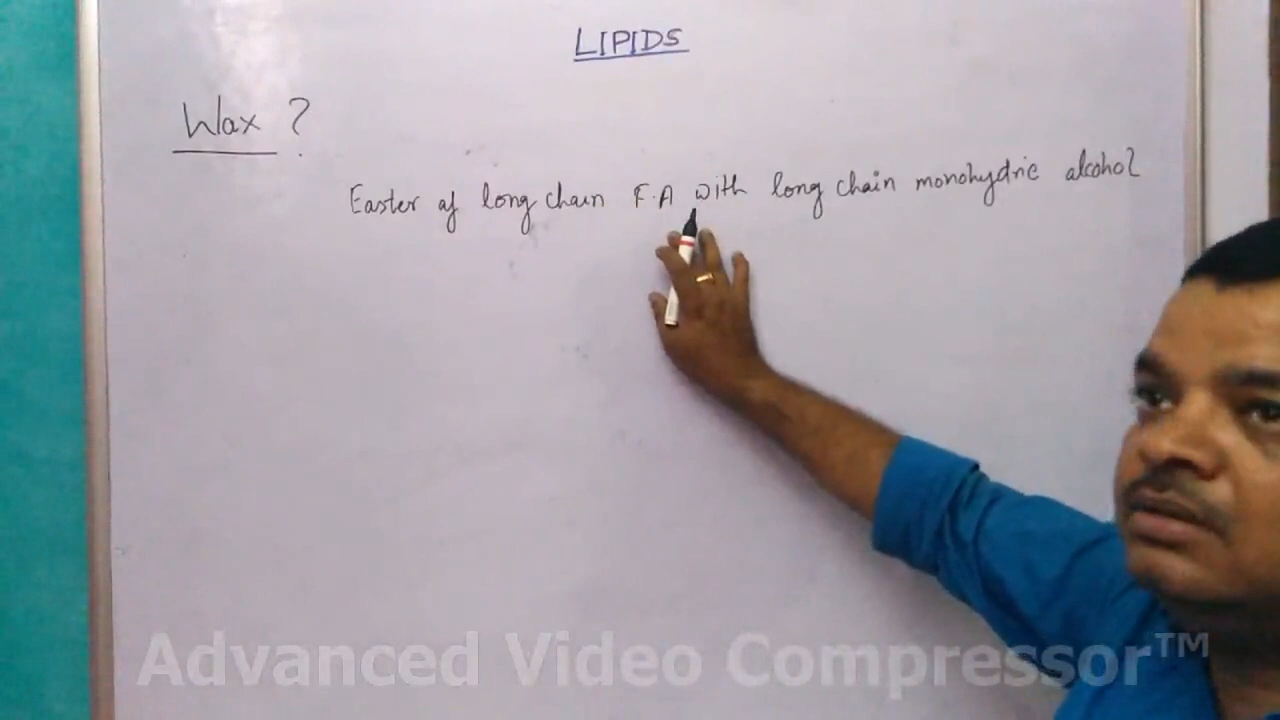 LIPIDS
Wax ?
Easter of long chain F.A with long chain monohydric alcohol
Advanced Video Compressor™